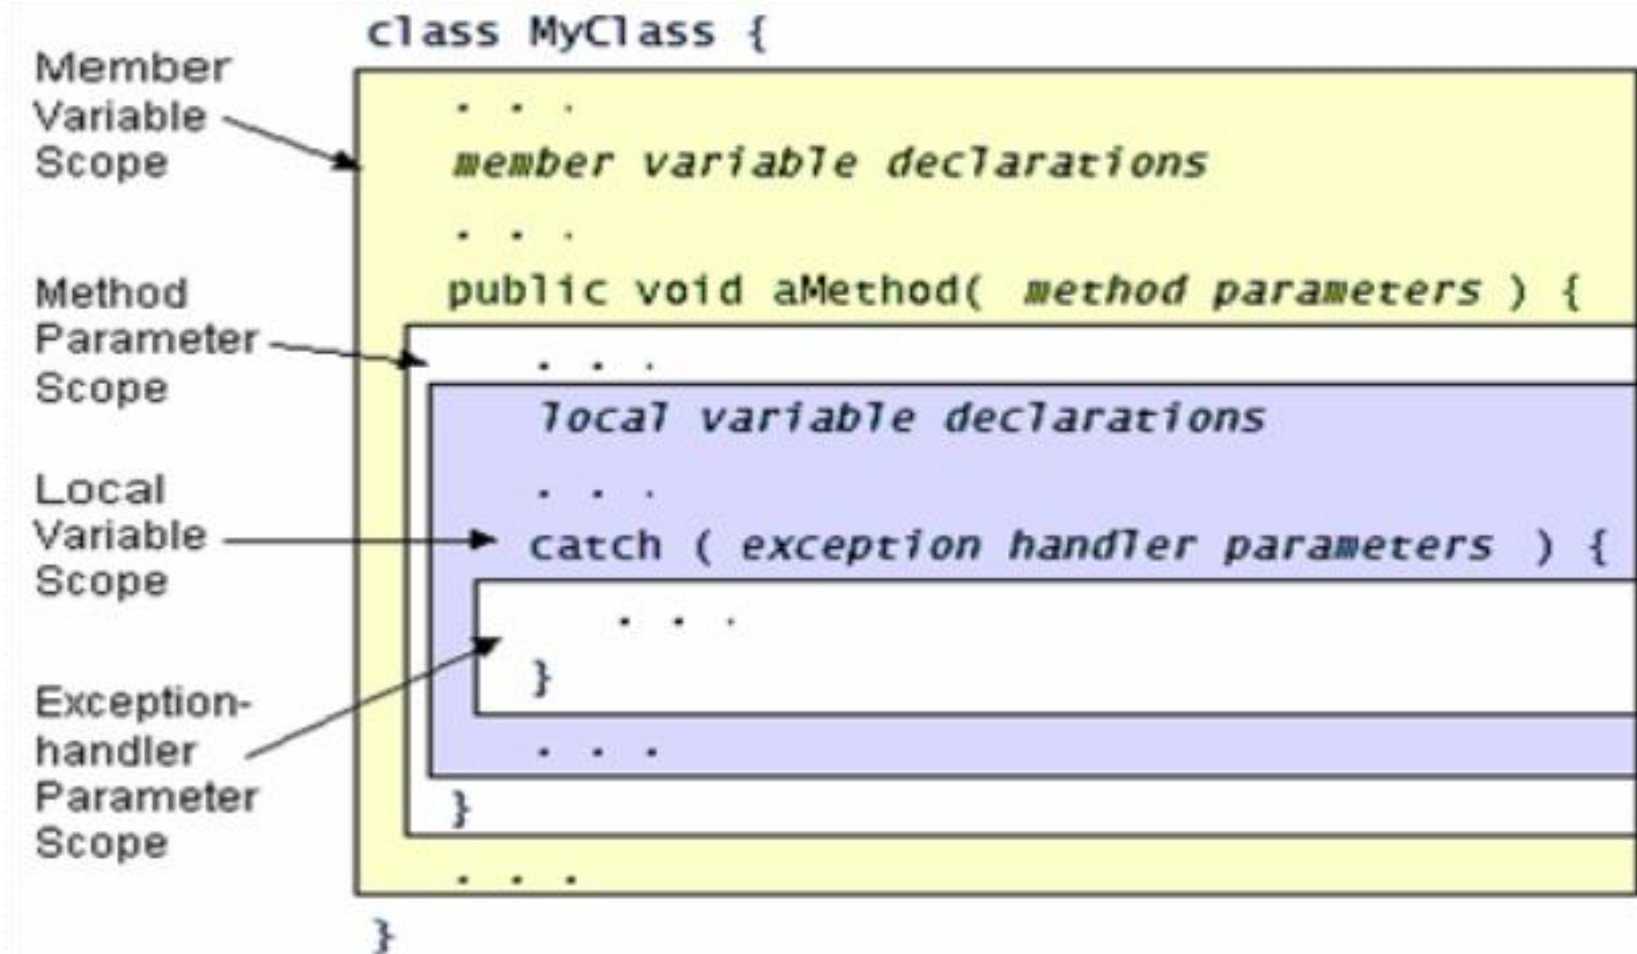 class MyClass {
Member
Variable
Scope
. . .
member variable declarations
. . .
Method
Parameter
Scope
public void aMethod( method parameters ) {
. . .
local variable declarations
. . .
Local
Variable
Scope
catch ( exception handler parameters ) {
. . .
}
Exception-
handler
Parameter
Scope
. . .
}
. . .
}